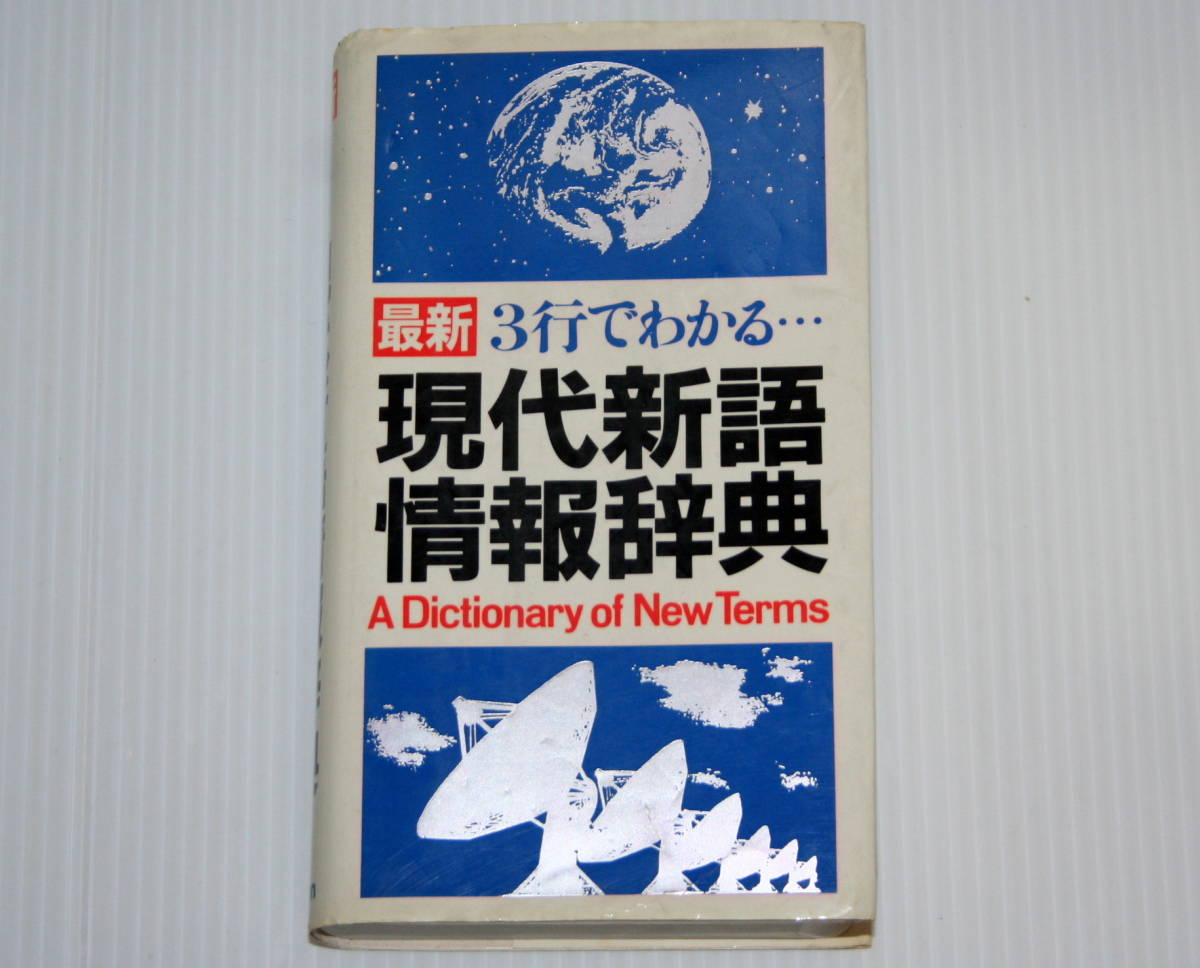 最新 3行でわかる…
現代新語
情報辞典
A Dictionary of New Terms